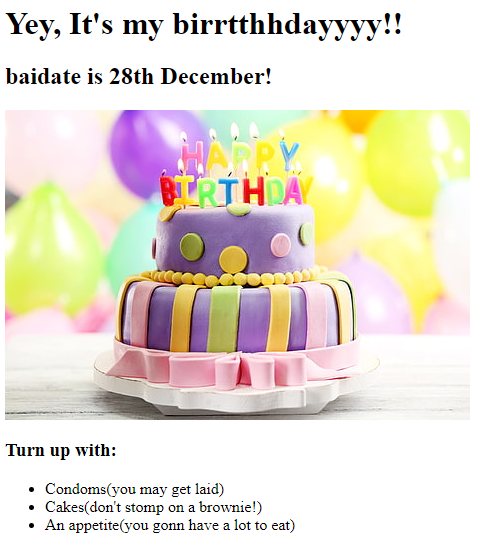 Yey, It's my birrtthhdayyyy!!
baidate is 28th December!
HAPPY
BIRTHDAY
Turn up with:
Condoms(you may get laid)
Cakes(don't stomp on a brownie!)
An appetite(you gonn have a lot to eat)